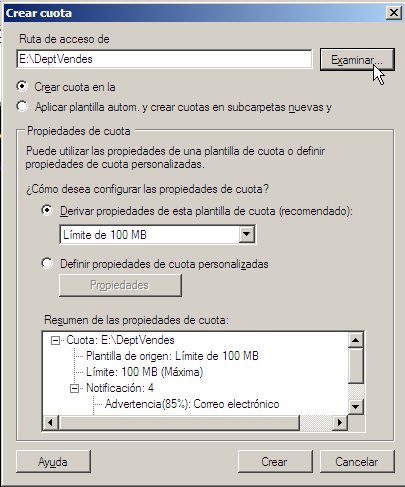 Crear cuota
Ruta de acceso de
E:\DeptVendes
Examinar...
Crear cuota en la
Aplicar plantilla autom. y crear cuotas en subcarpetas nuevas y
Propiedades de cuota
Puede utilizar las propiedades de una plantilla de cuota o definir
propiedades de cuota personalizadas.
¿Cómo desea configurar las propiedades de cuota?
Derivar propiedades de esta plantilla de cuota (recomendado):
Límite de 100 MB
Definir propiedades de cuota personalizadas
Propiedades
Resumen de las propiedades de cuota:
Cuota: E:\DeptVendes
Plantilla de origen: Límite de 100 MB
Límite: 100 MB (Máxima)
Notificación: 4
Advertencia(85%): Correo electrónico
Ayuda
Crear
Cancelar